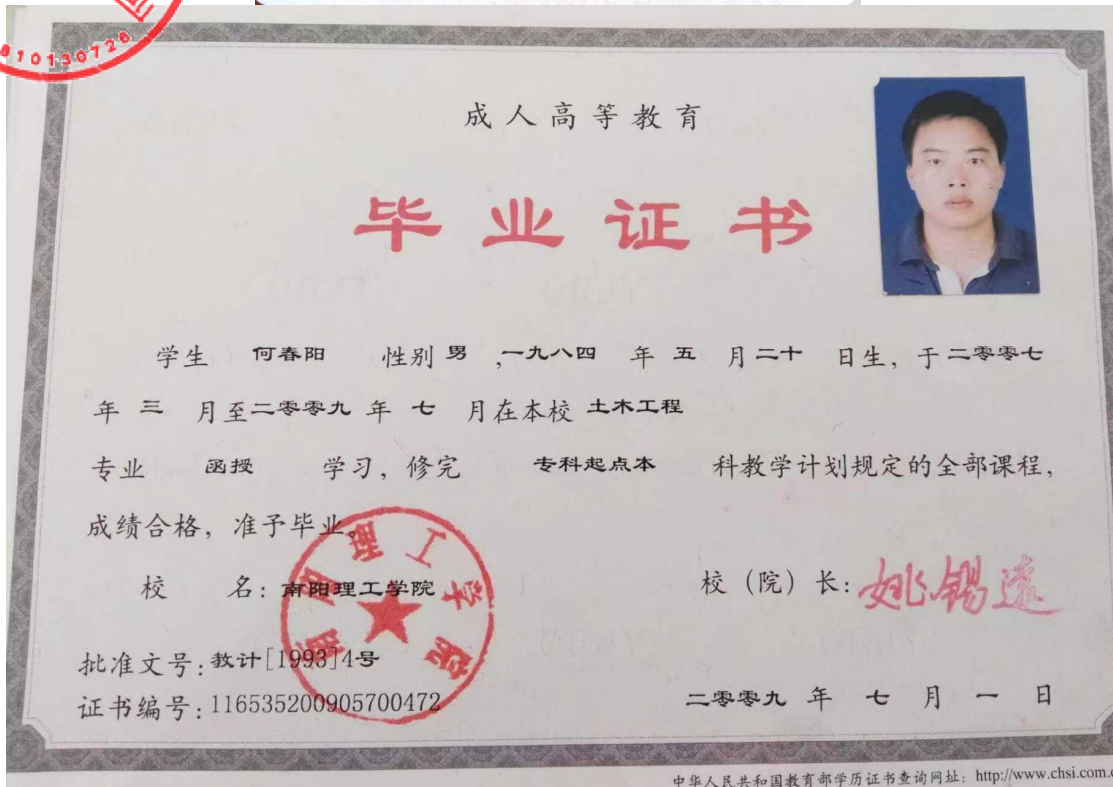 810130726
成人高等教育
毕业证书
学生 何春阳 性别 男 ,一九八四 年 五 月 二十 日生, 于 二零零七
年 三 月至 二零零九 年 七 月在本校 土木工程
专业 函授 学习, 修完 专科起点本 科教学计划规定的全部课程,
成绩合格, 准予毕业。
校 名: 南阳理工学院
校（院）长: 姚锡远
南阳理工学院
批准文号: 教计[1993]4号
证书编号: 116535200905700472
二零零九 年 七 月 一 日
中华人民共和国教育部学历证书查询网址: http://www.chsi.com.c